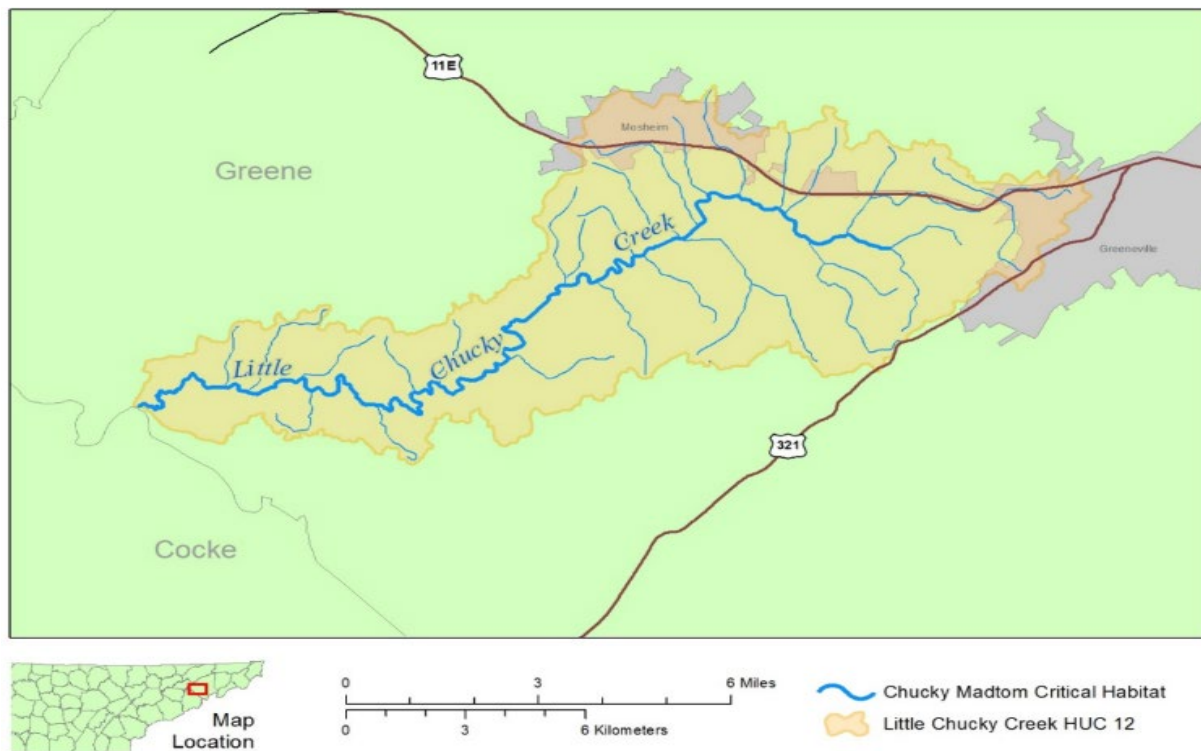 11E
Mosheim
Greene
Creek
Greeneville
Chucky
Little
321
Cocke
0 3 6 Miles
0 3 6 Kilometers
Map
Location
Chucky Madtom Critical Habitat
Little Chucky Creek HUC 12